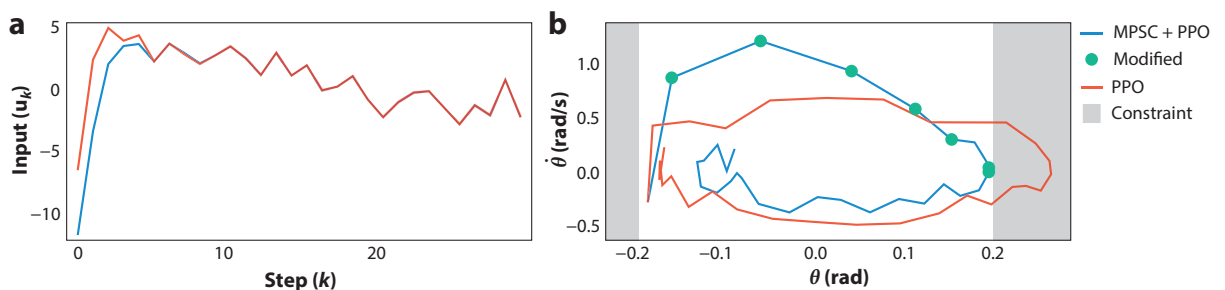 a
Input (u_k)
5
0
−5
−10
0
10
20
Step (k)
b
θ̇ (rad/s)
1.0
0.5
0.0
−0.5
−0.2
−0.1
0.0
0.1
0.2
θ (rad)
MPSC + PPO
Modified
PPO
Constraint